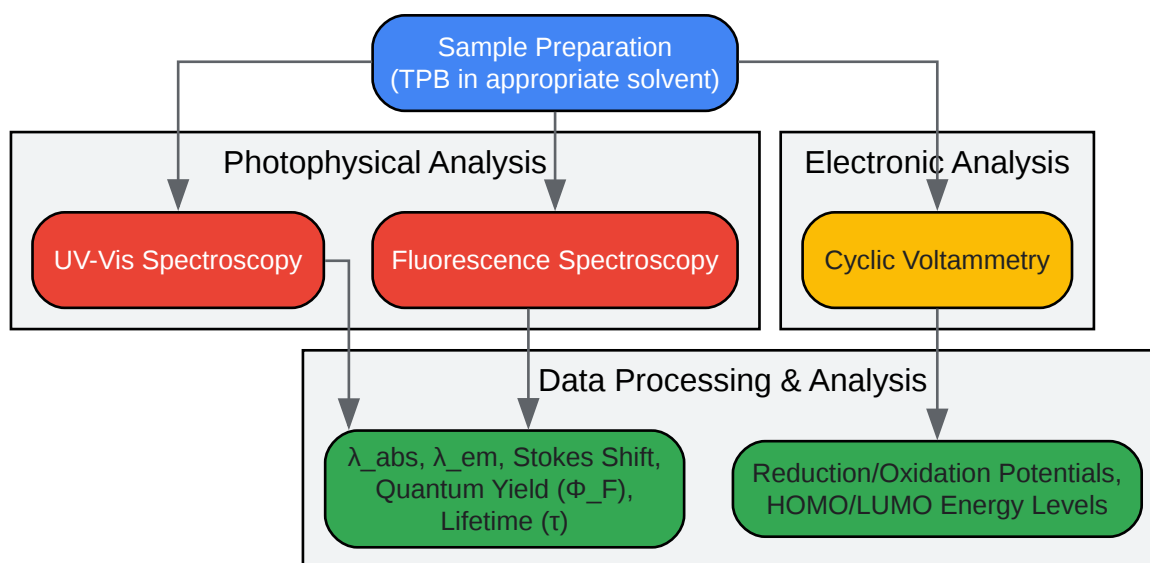 Sample Preparation
(TPB in appropriate solvent)
Photophysical Analysis
Electronic Analysis
UV-Vis Spectroscopy
Fluorescence Spectroscopy
Cyclic Voltammetry
Data Processing & Analysis
λ_abs, λ_em, Stokes Shift,
Quantum Yield (Φ_F),
Lifetime (τ)
Reduction/Oxidation Potentials,
HOMO/LUMO Energy Levels